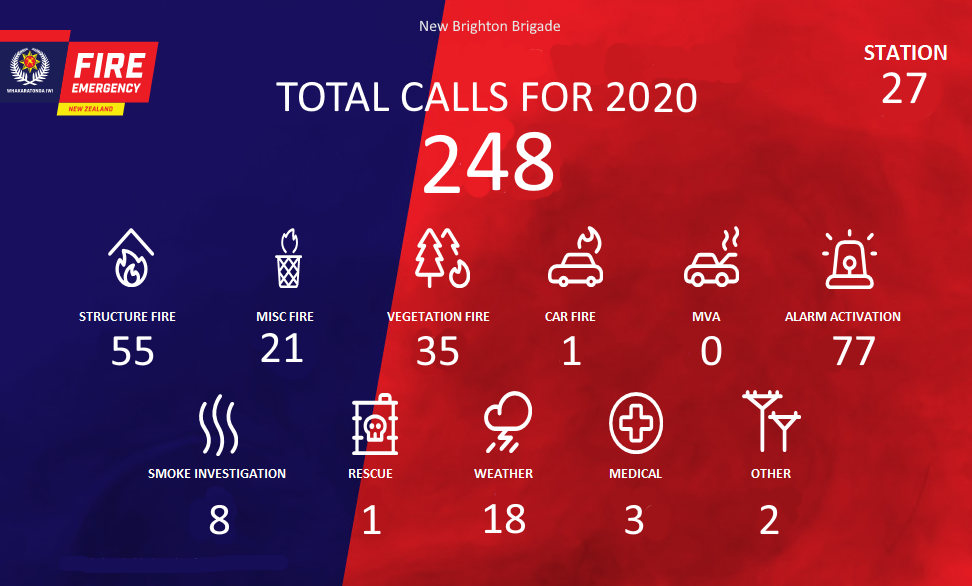 New Brighton Brigade
WHAKARATONGA IWI
FIRE
EMERGENCY
NEW ZEALAND
STATION
27
TOTAL CALLS FOR 2020
248
STRUCTURE FIRE
MISC FIRE
VEGETATION FIRE
CAR FIRE
MVA
ALARM ACTIVATION
55
21
35
1
0
77
SMOKE INVESTIGATION
RESCUE
WEATHER
MEDICAL
OTHER
8
1
18
3
2